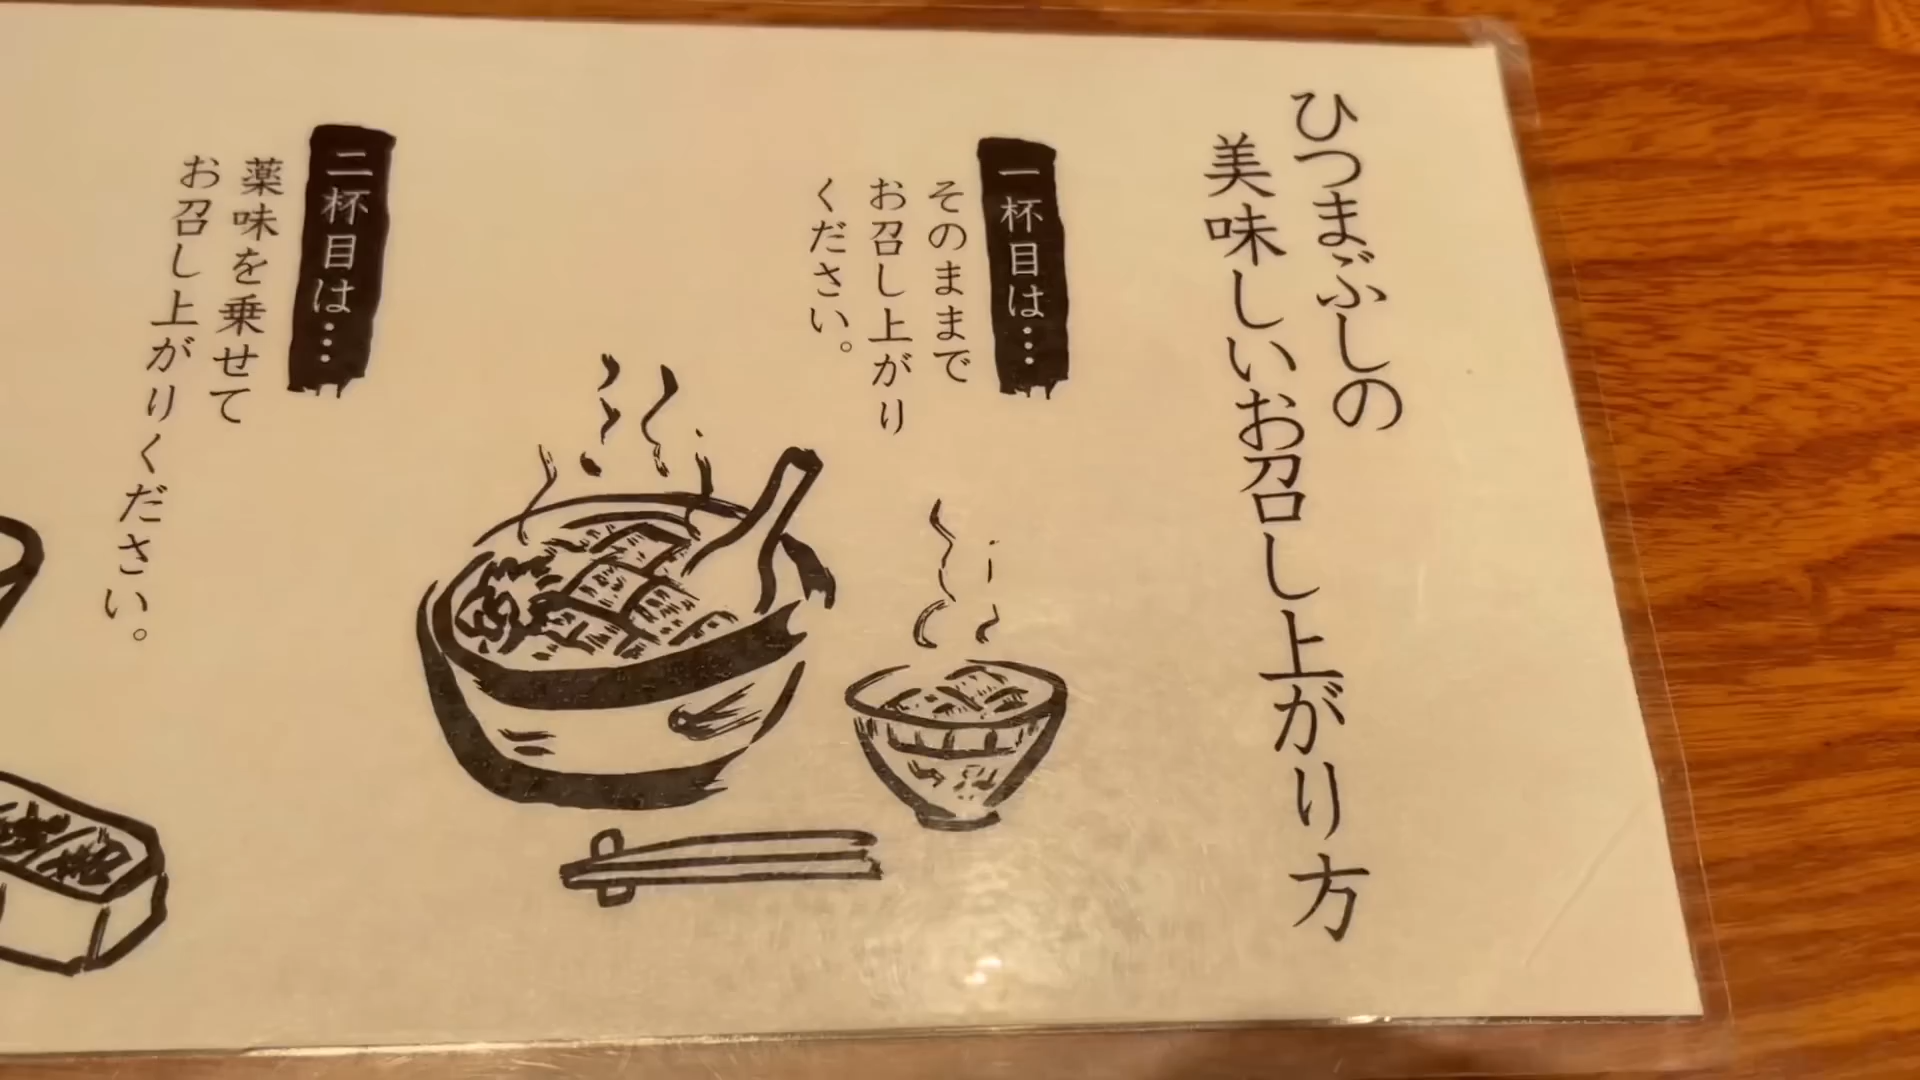 ひつまぶしの
美味しいお召し上がり方
一杯目は…
そのままで
お召し上がり
ください。
二杯目は…
薬味を乗せて
お召し上がりください。